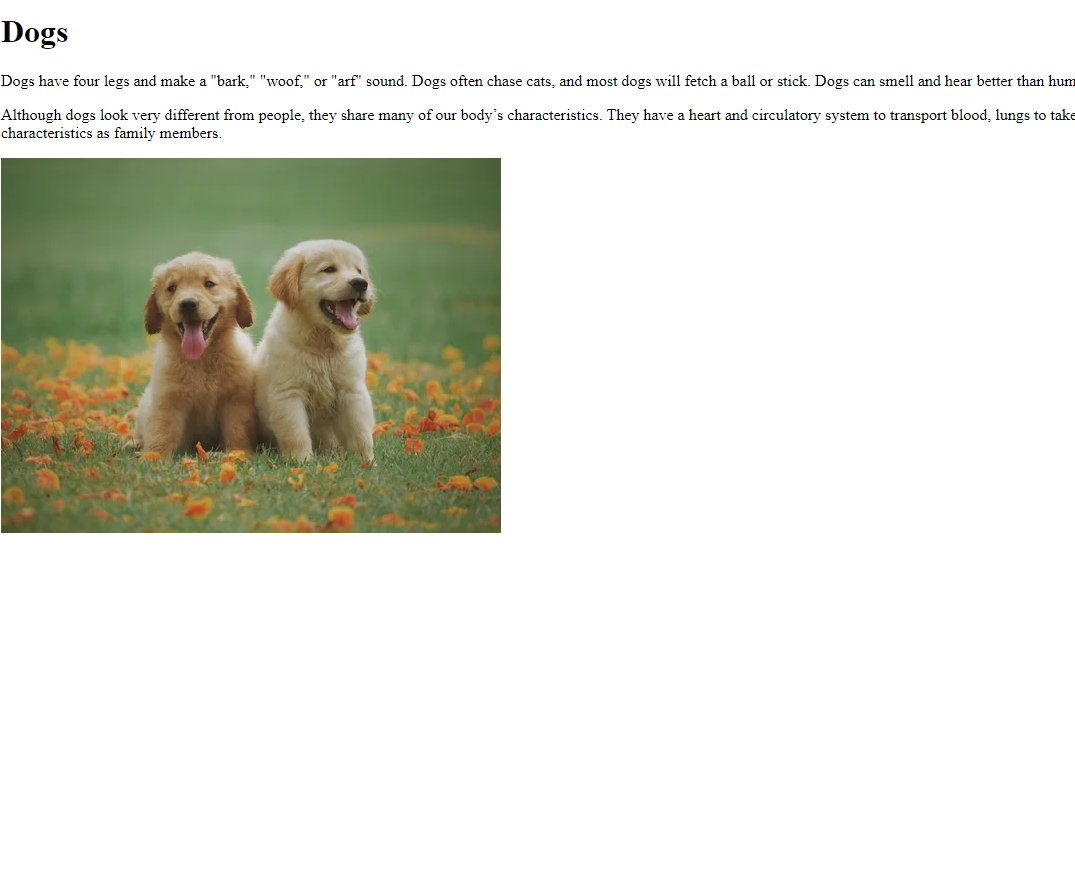 Dogs
Dogs have four legs and make a "bark," "woof," or "arf" sound. Dogs often chase cats, and most dogs will fetch a ball or stick. Dogs can smell and hear better than hum
Although dogs look very different from people, they share many of our body's characteristics. They have a heart and circulatory system to transport blood, lungs to take
characteristics as family members.